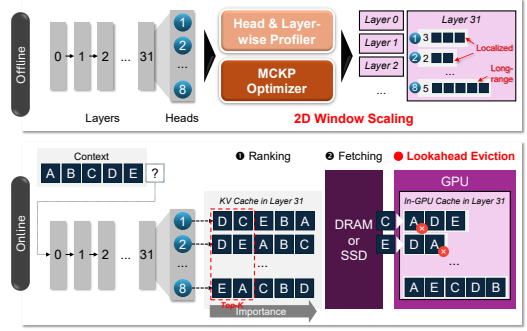 Offline
0 1 2 ... 31
Layers
1
2
...
8
Heads
Head & Layer-
wise Profiler
MCKP
Optimizer
2D Window Scaling
Layer 0
Layer 1
Layer 2
...
Layer 31
1 3
Localized
2 2
...
Long-
range
8 5
Online
Context
A B C D E ?
0 1 2 ... 31
1
2
...
8
❶ Ranking
KV Cache in Layer 31
D C E B A
D E A B C
...
E A C B D
Top-K
Importance
❷ Fetching
DRAM
or
SSD
C
E
Lookahead Eviction
GPU
In-GPU Cache in Layer 31
A D E
D A
...
A E C D B